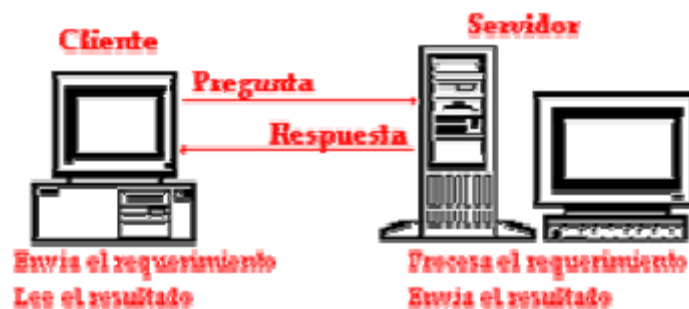 Cliente
Servidor
Pregunta
Respuesta
Envia el requerimiento
Lee el resultado
Procesa el requerimiento
Envia el resultado